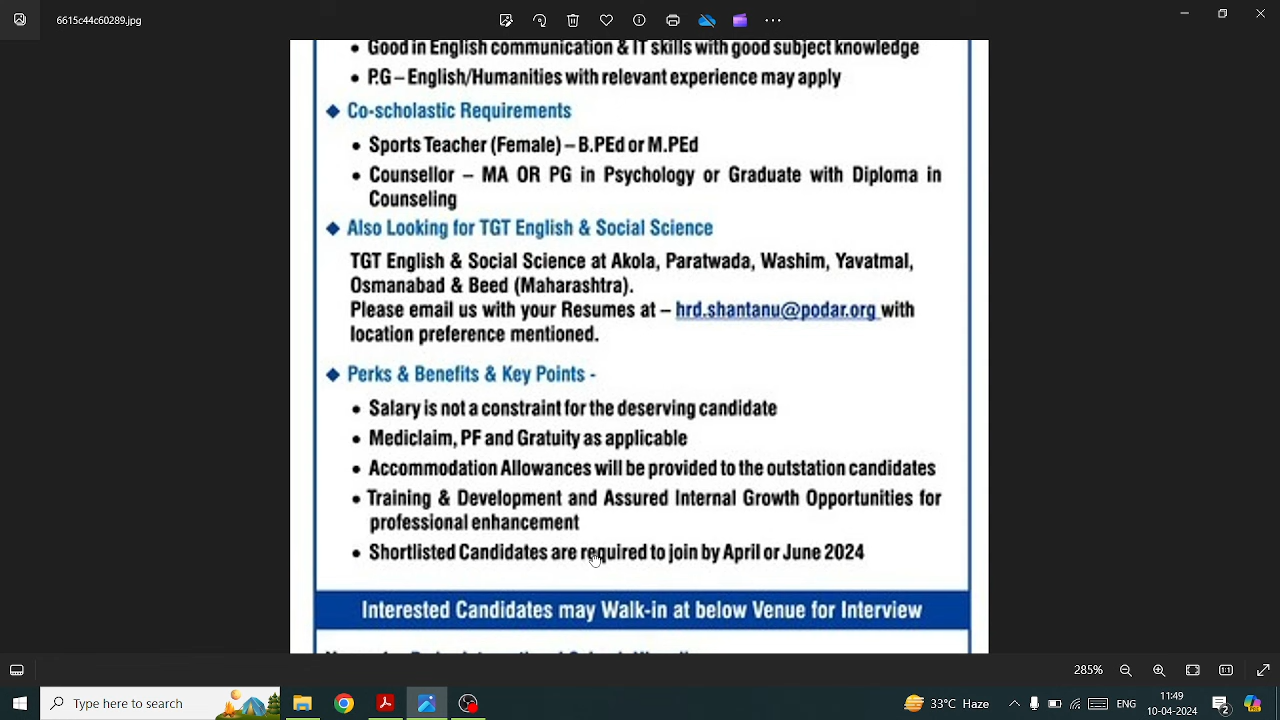 6615c44e60289.jpg
• Good in English communication & IT skills with good subject knowledge
• P.G – English/Humanities with relevant experience may apply
◆ Co-scholastic Requirements
• Sports Teacher (Female) – B.PEd or M.PEd
• Counsellor – MA OR PG in Psychology or Graduate with Diploma in
Counseling
◆ Also Looking for TGT English & Social Science
TGT English & Social Science at Akola, Paratwada, Washim, Yavatmal,
Osmanabad & Beed (Maharashtra).
Please email us with your Resumes at – hrd.shantanu@podar.org with
location preference mentioned.
◆ Perks & Benefits & Key Points -
• Salary is not a constraint for the deserving candidate
• Mediclaim, PF and Gratuity as applicable
• Accommodation Allowances will be provided to the outstation candidates
• Training & Development and Assured Internal Growth Opportunities for
professional enhancement
• Shortlisted Candidates are required to join by April or June 2024
Interested Candidates may Walk-in at below Venue for Interview
285%
Type here to search
33°C Haze
ENG
11:49
10-04-2024
2